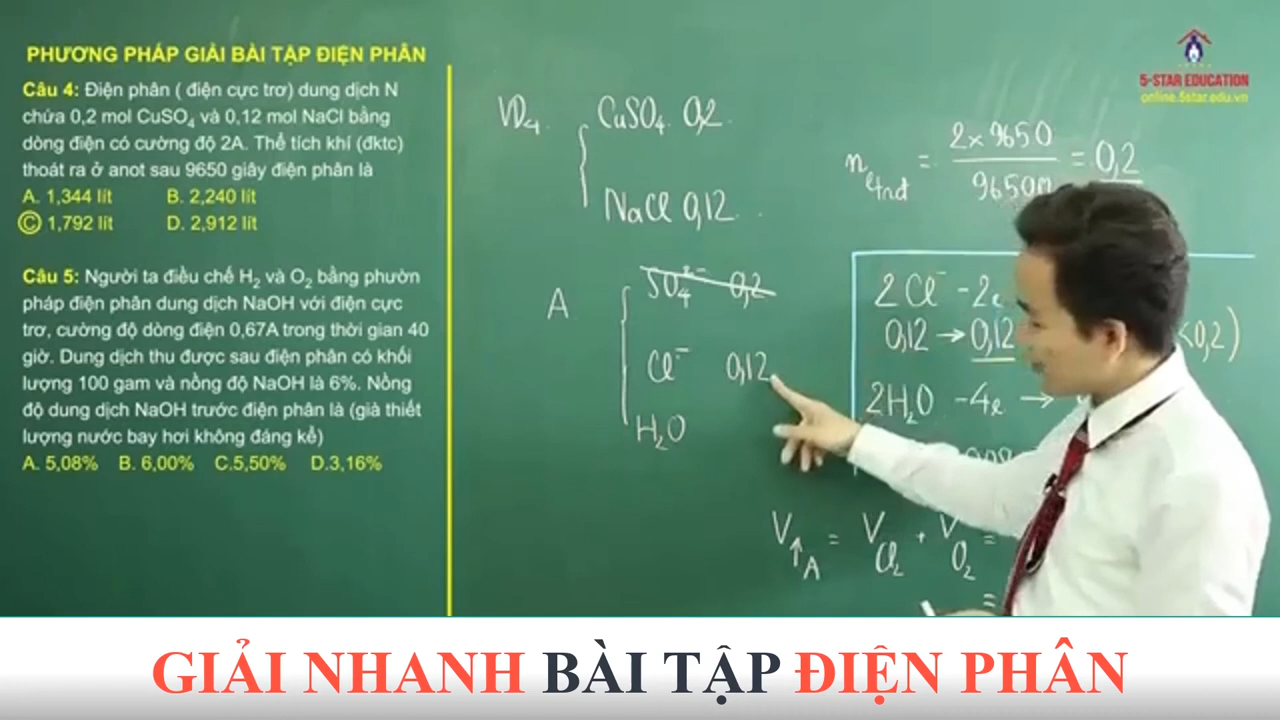 PHƯƠNG PHÁP GIẢI BÀI TẬP ĐIỆN PHÂN
Câu 4: Điện phân ( điện cực trơ) dung dịch N
chứa 0,2 mol CuSO₄ và 0,12 mol NaCl bằng
dòng điện có cường độ 2A. Thể tích khí (đktc)
thoát ra ở anot sau 9650 giây điện phân là
A. 1,344 lít B. 2,240 lít
C 1,792 lít D. 2,912 lít
Câu 5: Người ta điều chế H₂ và O₂ bằng phươn
pháp điện phân dung dịch NaOH với điện cực
trơ, cường độ dòng điện 0,67A trong thời gian 40
giờ. Dung dịch thu được sau điện phân có khối
lượng 100 gam và nồng độ NaOH là 6%. Nồng
độ dung dịch NaOH trước điện phân là (giả thiết
lượng nước bay hơi không đáng kể)
A. 5,08% B. 6,00% C.5,50% D.3,16%
VD4. CuSO₄ 0,2
NaCl 0,12
A SO₄²⁻ 0,2
Cl⁻ 0,12
H₂O
n e tnđ = 2 x 9650 / 96500 = 0,2
2Cl⁻ - 2e
0,12 → 0,12 <0,2)
2H₂O - 4e →
V↑A = V Cl₂ + V O₂ =
=
5-STAR EDUCATION
online.5star.edu.vn
GIẢI NHANH BÀI TẬP ĐIỆN PHÂN